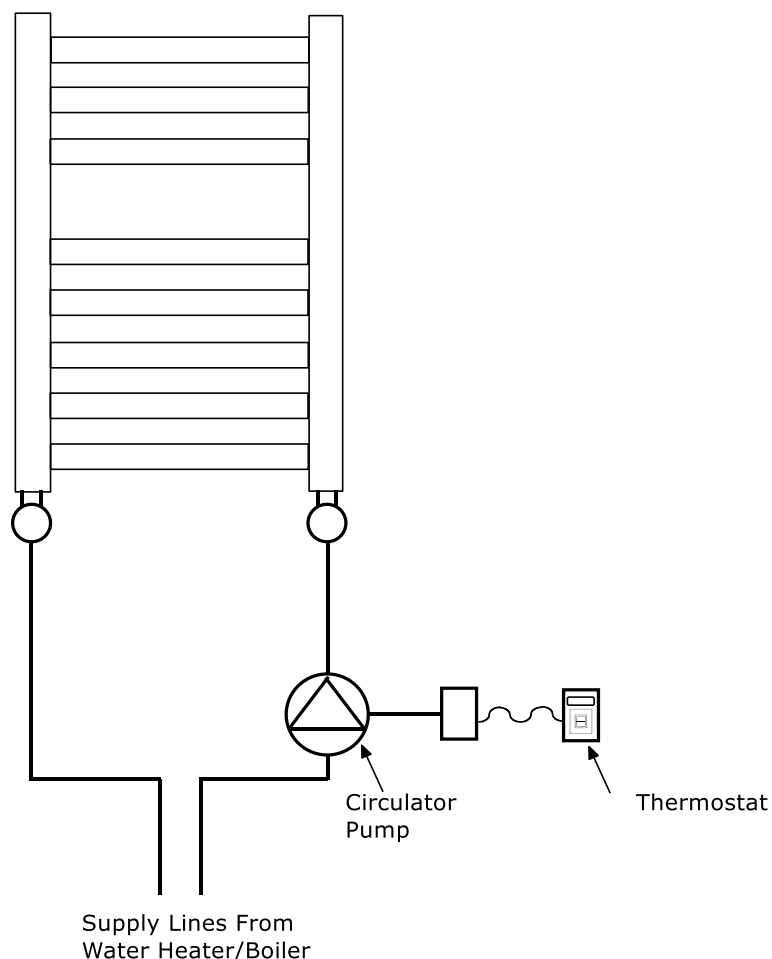 Circulator
Pump
Thermostat
Supply Lines From
Water Heater/Boiler